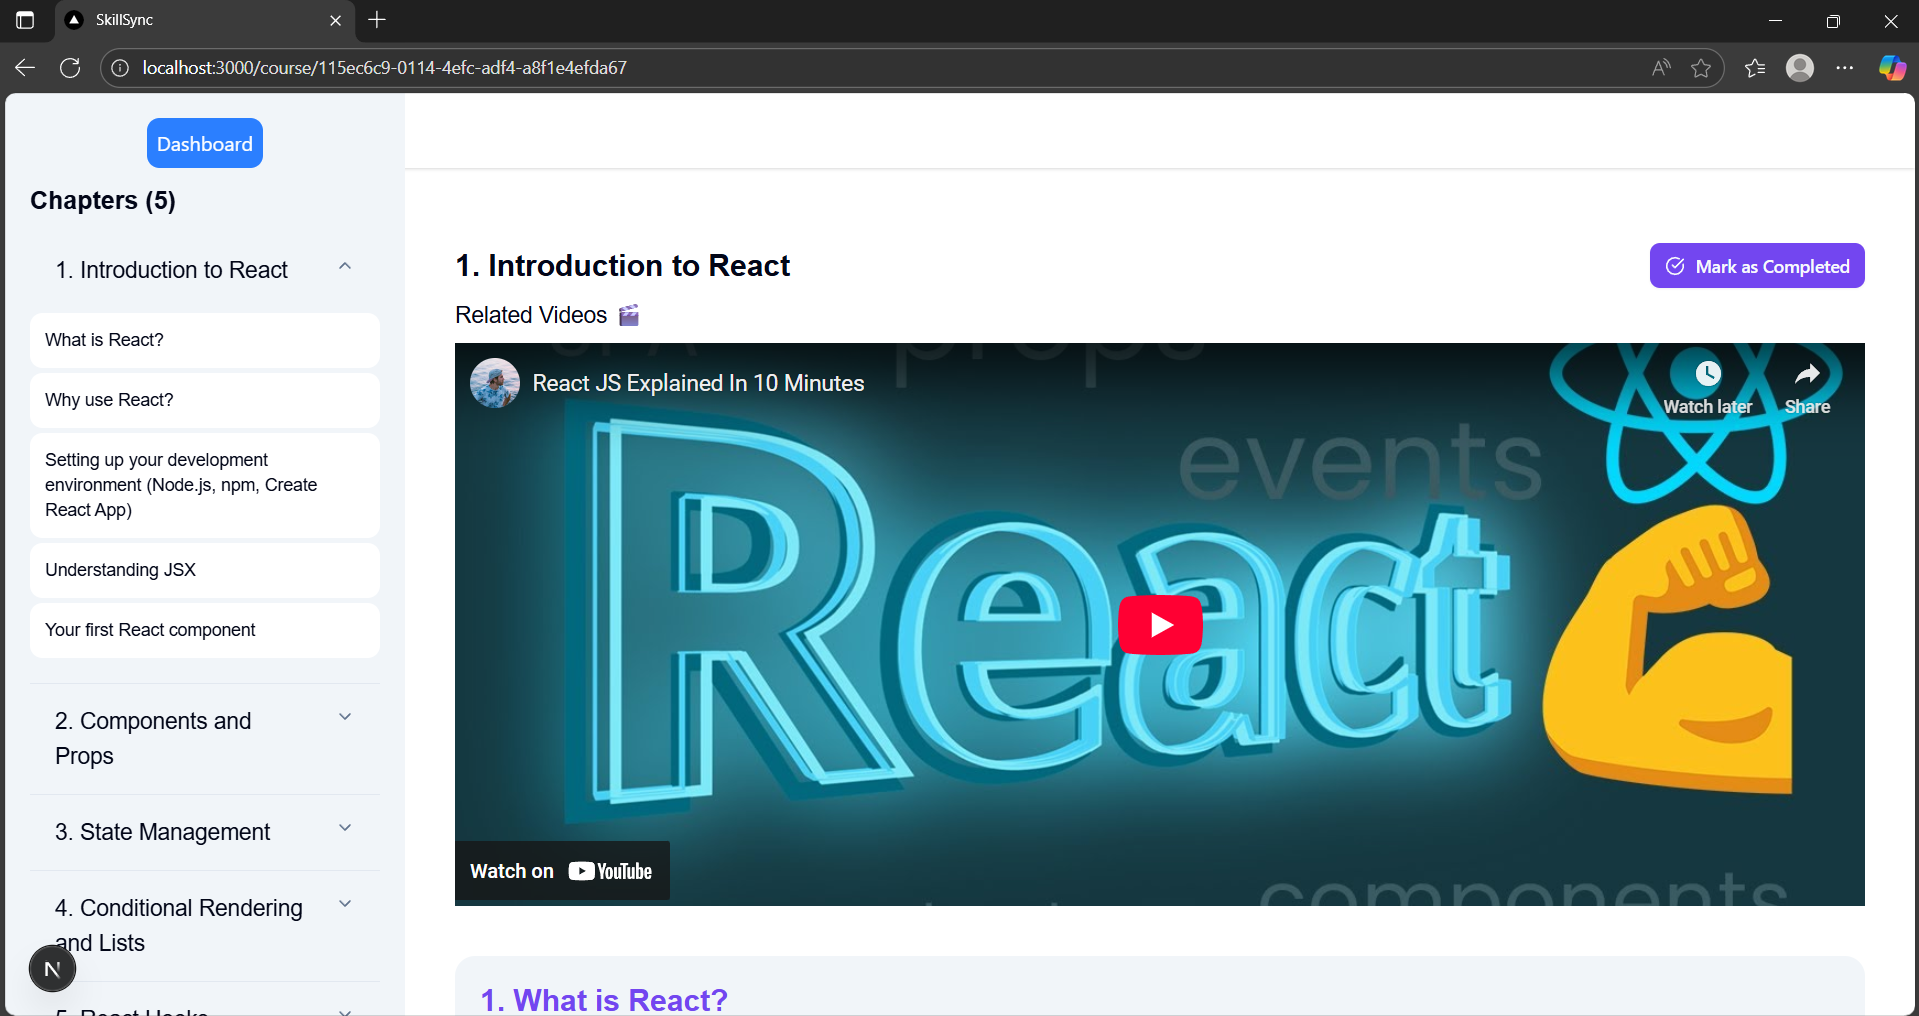 SkillSync
localhost:3000/course/115ec6c9-0114-4efc-adf4-a8f1e4efda67
Dashboard
Chapters (5)
1. Introduction to React
What is React?
Why use React?
Setting up your development
environment (Node.js, npm, Create
React App)
Understanding JSX
Your first React component
2. Components and
Props
3. State Management
4. Conditional Rendering
and Lists
N
5. React Hooks
1. Introduction to React
Mark as Completed
Related Videos
React JS Explained In 10 Minutes
Watch later
Share
props
events
React
components
Watch on YouTube
1. What is React?